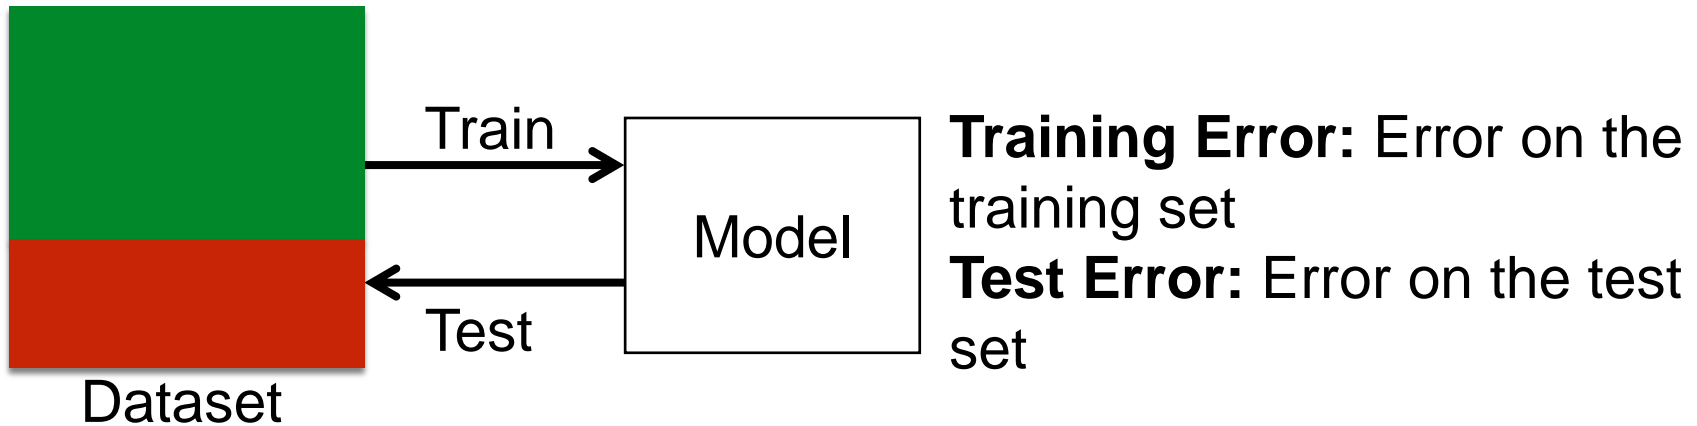 Train
Model
Test
Dataset
Training Error: Error on the
training set
Test Error: Error on the test
set